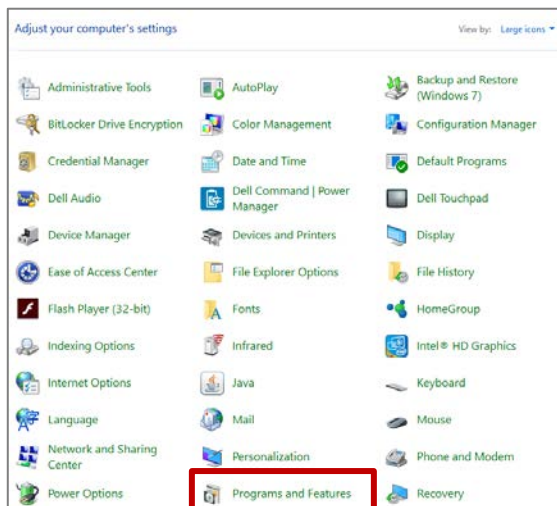 Adjust your computer's settings
View by: Large icons
Administrative Tools
AutoPlay
Backup and Restore
(Windows 7)
BitLocker Drive Encryption
Color Management
Configuration Manager
Credential Manager
Date and Time
Default Programs
Dell Audio
Dell Command | Power
Manager
Dell Touchpad
Device Manager
Devices and Printers
Display
Ease of Access Center
File Explorer Options
File History
Flash Player (32-bit)
Fonts
HomeGroup
Indexing Options
Infrared
Intel® HD Graphics
Internet Options
Java
Keyboard
Language
Mail
Mouse
Network and Sharing
Center
Personalization
Phone and Modem
Power Options
Programs and Features
Recovery